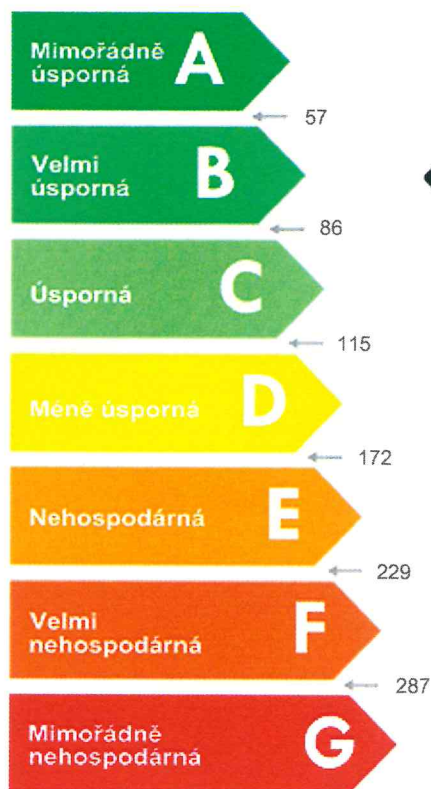 Mimořádně
úsporná
A
57
Velmi
úsporná
B
86
Úsporná
C
115
Méně úsporná
D
172
Nehospodárná
E
229
Velmi
nehospodárná
F
287
Mimořádně
nehospodárná
G